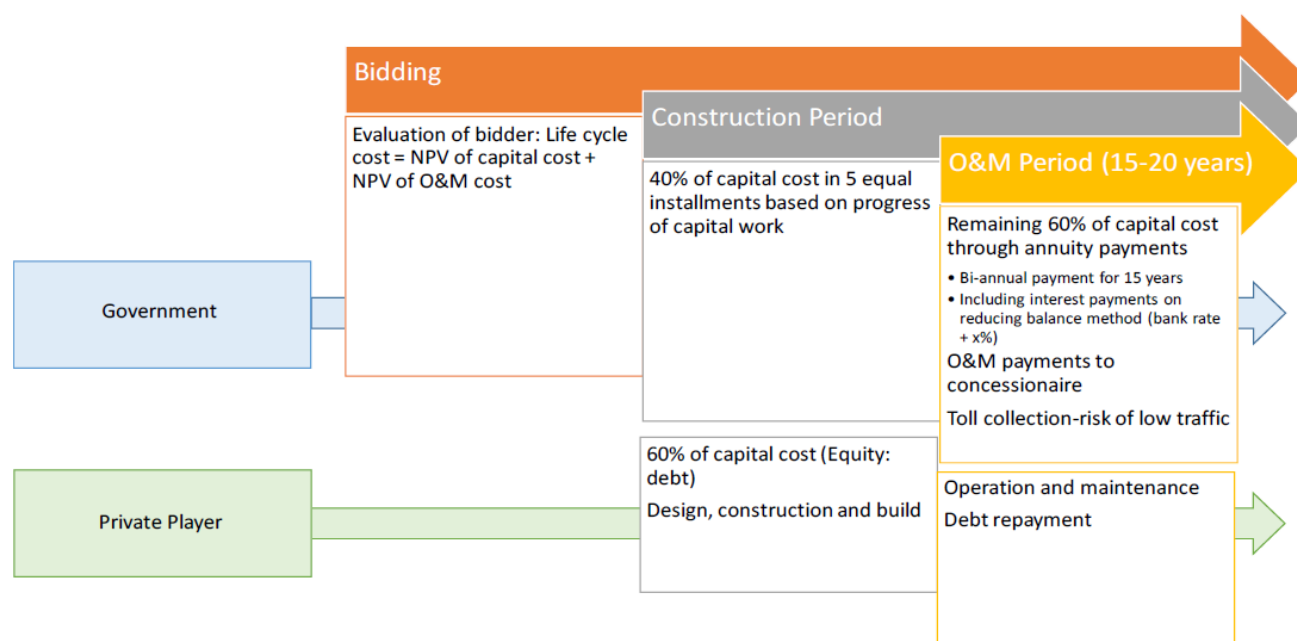 Bidding
Evaluation of bidder: Life cycle
cost = NPV of capital cost +
NPV of O&M cost
Construction Period
40% of capital cost in 5 equal
installments based on progress
of capital work
O&M Period (15-20 years)
Remaining 60% of capital cost
through annuity payments
• Bi-annual payment for 15 years
• Including interest payments on
reducing balance method (bank rate
+ x%)
O&M payments to
concessionaire
Toll collection-risk of low traffic
Government
60% of capital cost (Equity:
debt)
Design, construction and build
Operation and maintenance
Debt repayment
Private Player